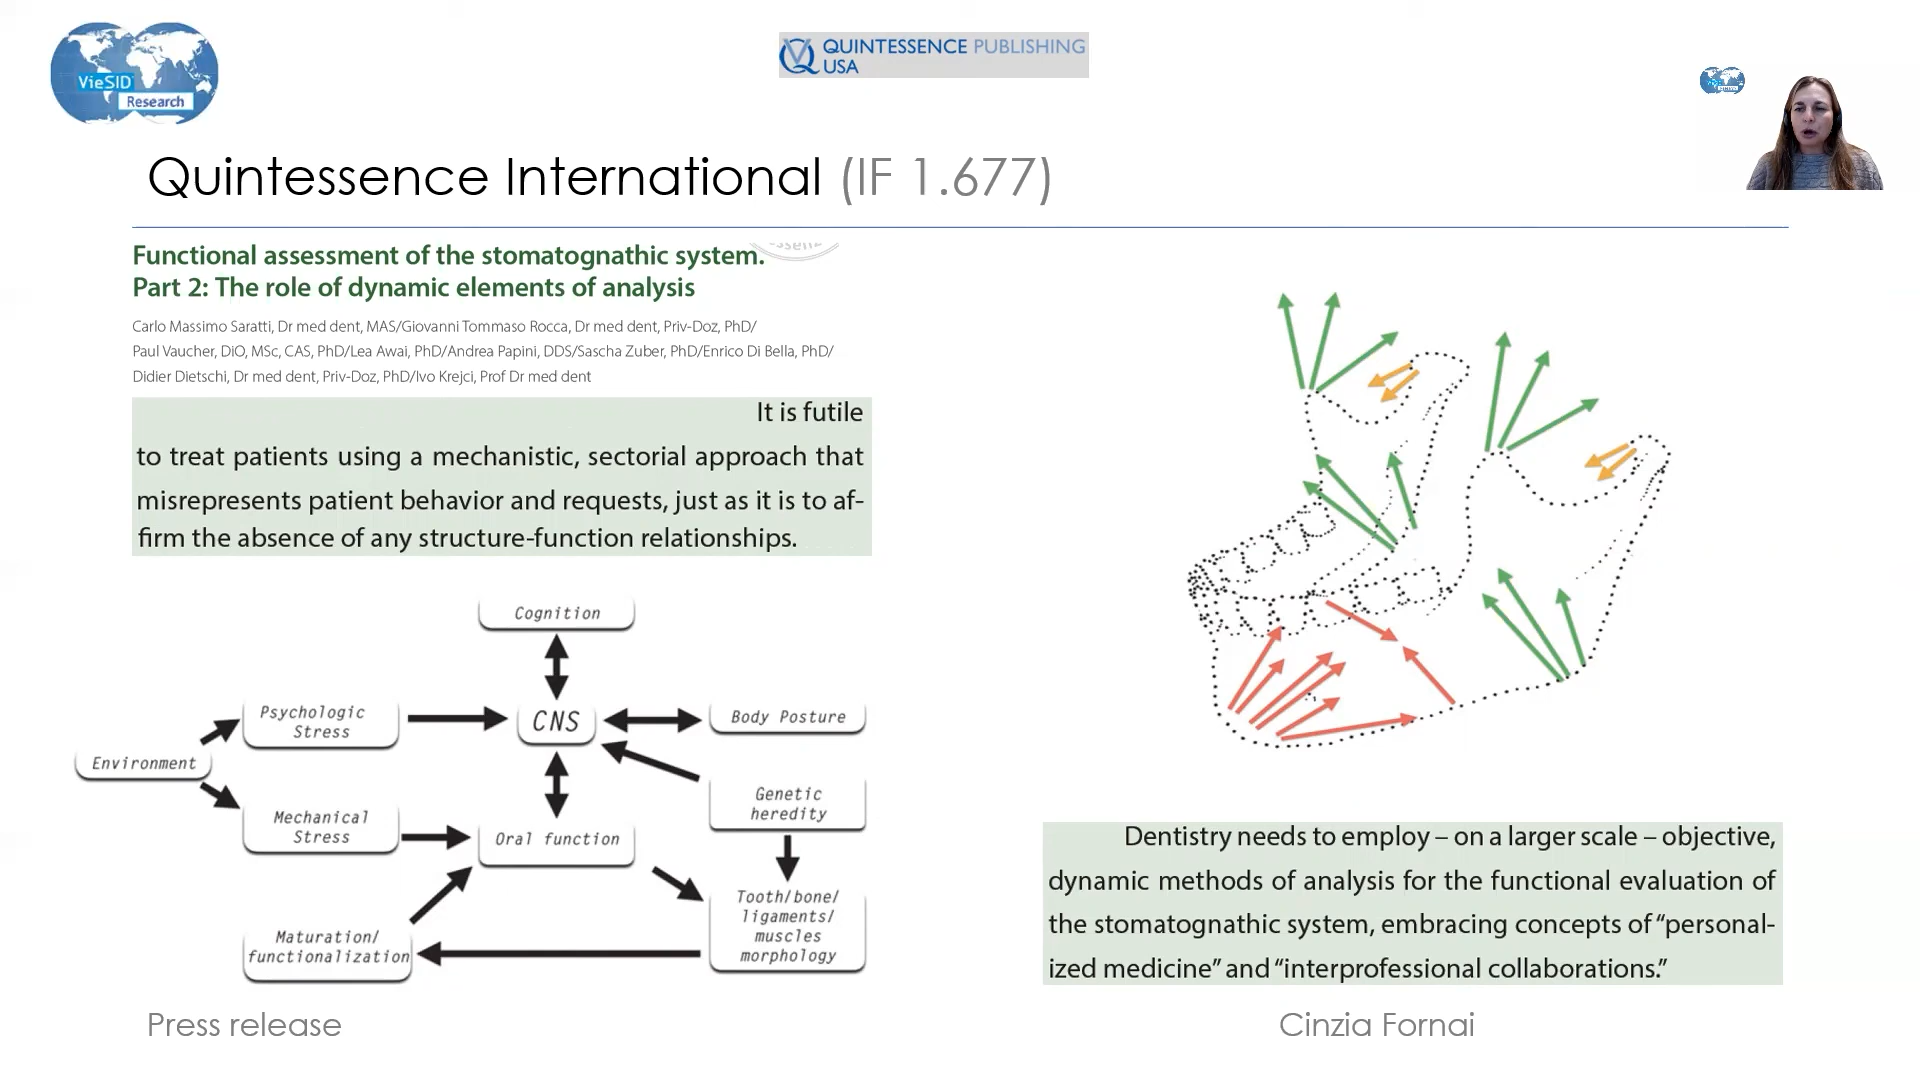 VieSID
Research
QUINTESSENCE PUBLISHING
USA
Quintessence International (IF 1.677)
Functional assessment of the stomatognathic system.
Part 2: The role of dynamic elements of analysis
Carlo Massimo Saratti, Dr med dent, MAS/Giovanni Tommaso Rocca, Dr med dent, Priv-Doz, PhD/
Paul Vaucher, DiO, MSc, CAS, PhD/Lea Awai, PhD/Andrea Papini, DDS/Sascha Zuber, PhD/Enrico Di Bella, PhD/
Didier Dietschi, Dr med dent, Priv-Doz, PhD/Ivo Krejci, Prof Dr med dent
It is futile
to treat patients using a mechanistic, sectorial approach that
misrepresents patient behavior and requests, just as it is to af-
firm the absence of any structure-function relationships.
Cognition
Psychologic
Stress
CNS
Body Posture
Environment
Genetic
heredity
Mechanical
Stress
Oral function
Tooth/bone/
ligaments/
muscles
morphology
Maturation/
functionalization
Dentistry needs to employ – on a larger scale – objective,
dynamic methods of analysis for the functional evaluation of
the stomatognathic system, embracing concepts of “personal-
ized medicine” and “interprofessional collaborations.”
Press release
Cinzia Fornai